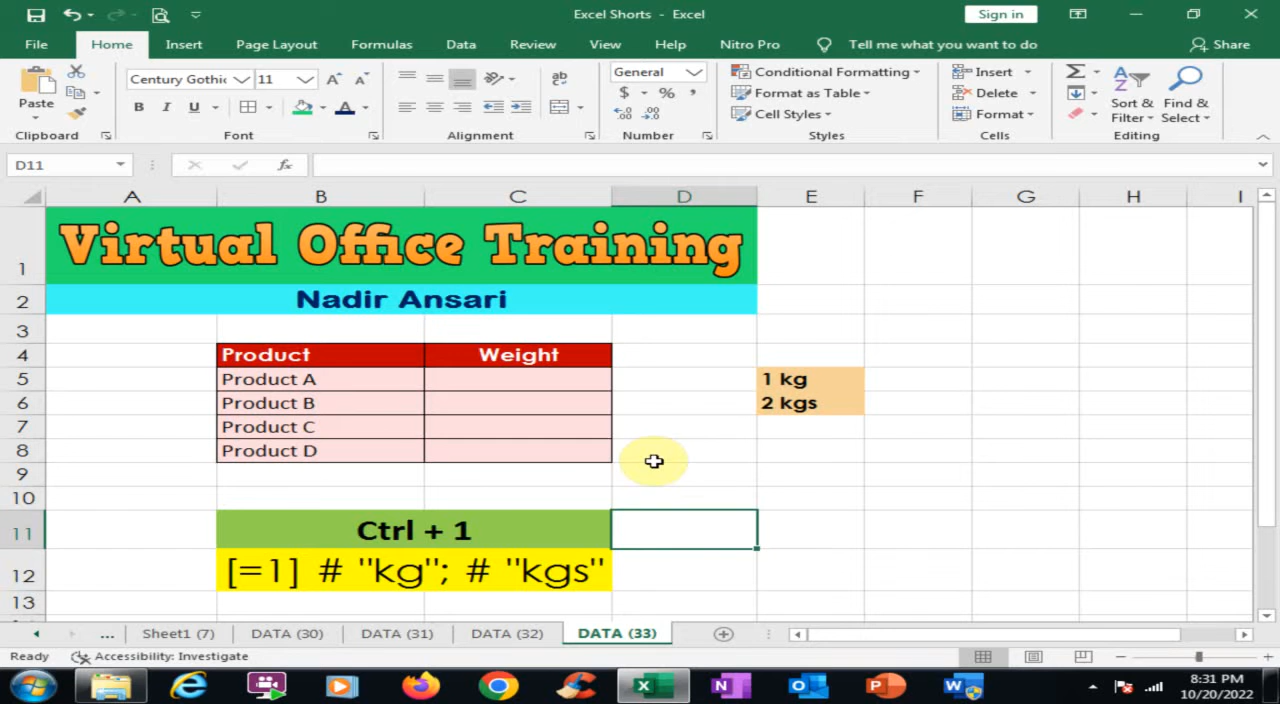 Excel Shorts - Excel
Sign in
File Home Insert Page Layout Formulas Data Review View Help Nitro Pro Tell me what you want to do Share
Paste
Century Gothic 11
B I U A
ab
General
$ % ,
Conditional Formatting
Format as Table
Cell Styles
Insert
Delete
Format
Sort & Filter
Find & Select
Clipboard Font Alignment Number Styles Cells Editing
D11 fx
A B C D E F G H I
1 Virtual Office Training
2 Nadir Ansari
3
4 Product Weight
5 Product A 1 kg
6 Product B 2 kgs
7 Product C
8 Product D
9
10
11 Ctrl + 1
12 [=1] # "kg"; # "kgs"
13
... Sheet1 (7) DATA (30) DATA (31) DATA (32) DATA (33)
Ready Accessibility: Investigate
8:31 PM
10/20/2022